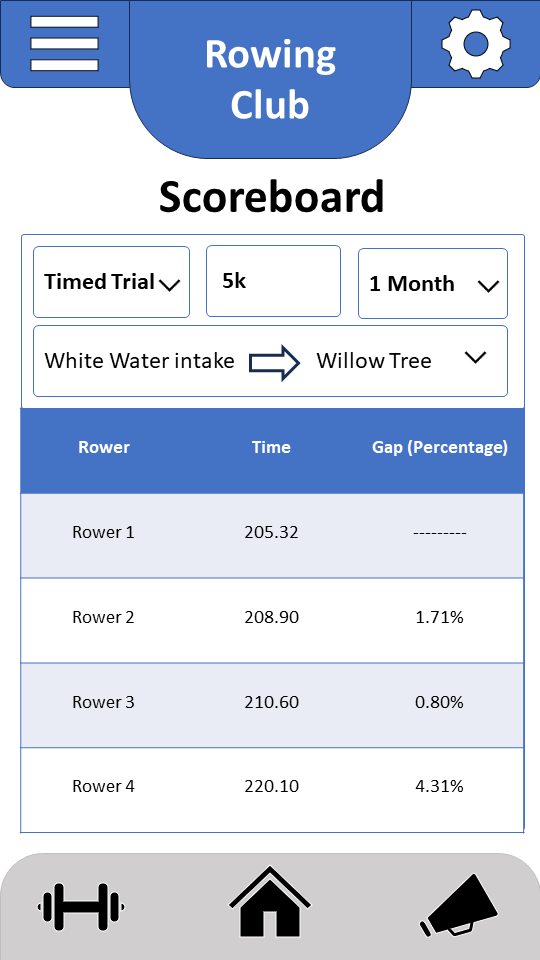 Rowing
Club
Scoreboard
Timed Trial 5k 1 Month
White Water intake Willow Tree
Rower Time Gap (Percentage)
Rower 1 205.32 ---------
Rower 2 208.90 1.71%
Rower 3 210.60 0.80%
Rower 4 220.10 4.31%